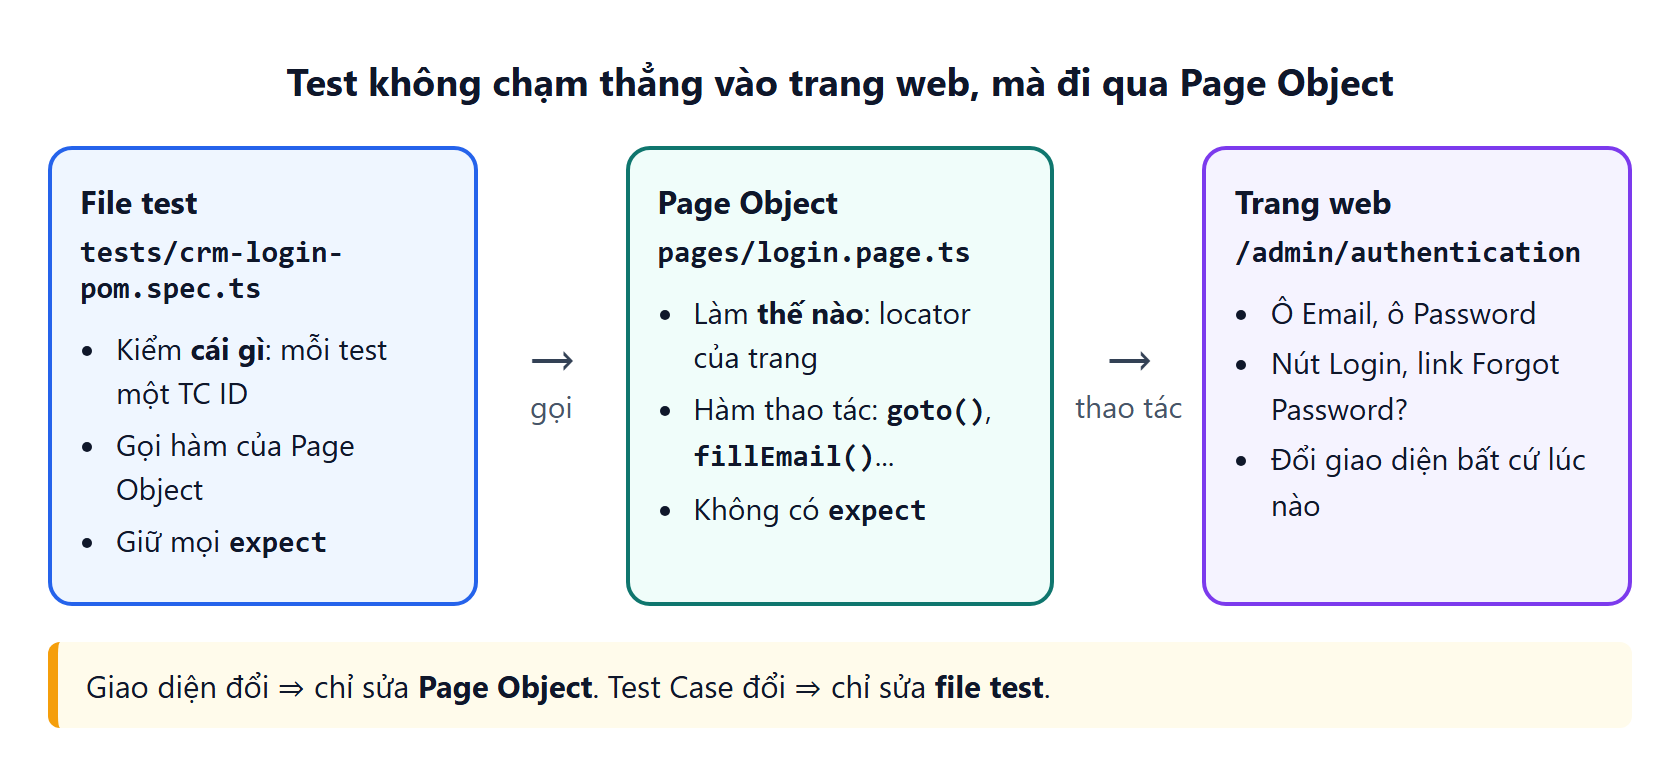 Test không chạm thẳng vào trang web, mà đi qua Page Object
File test
tests/crm-login-
pom.spec.ts
• Kiểm cái gì: mỗi test
một TC ID
• Gọi hàm của Page
Object
• Giữ mọi expect
→
gọi
Page Object
pages/login.page.ts
• Làm thế nào: locator
của trang
• Hàm thao tác: goto(),
fillEmail()…
• Không có expect
→
thao tác
Trang web
/admin/authentication
• Ô Email, ô Password
• Nút Login, link Forgot
Password?
• Đổi giao diện bất cứ lúc
nào
Giao diện đổi ⇒ chỉ sửa Page Object. Test Case đổi ⇒ chỉ sửa file test.